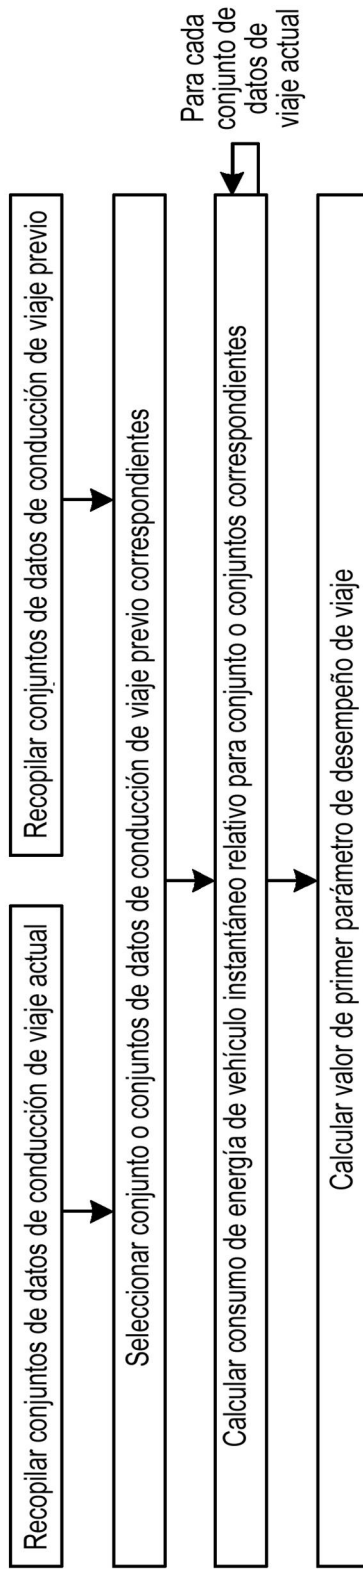 Recopilar conjuntos de datos de conducción de viaje actual
Recopilar conjuntos de datos de conducción de viaje previo
Seleccionar conjunto o conjuntos de datos de conducción de viaje previo correspondientes
Calcular consumo de energía de vehículo instantáneo relativo para conjunto o conjuntos correspondientes
Para cada
conjunto de
datos de
viaje actual
Calcular valor de primer parámetro de desempeño de viaje